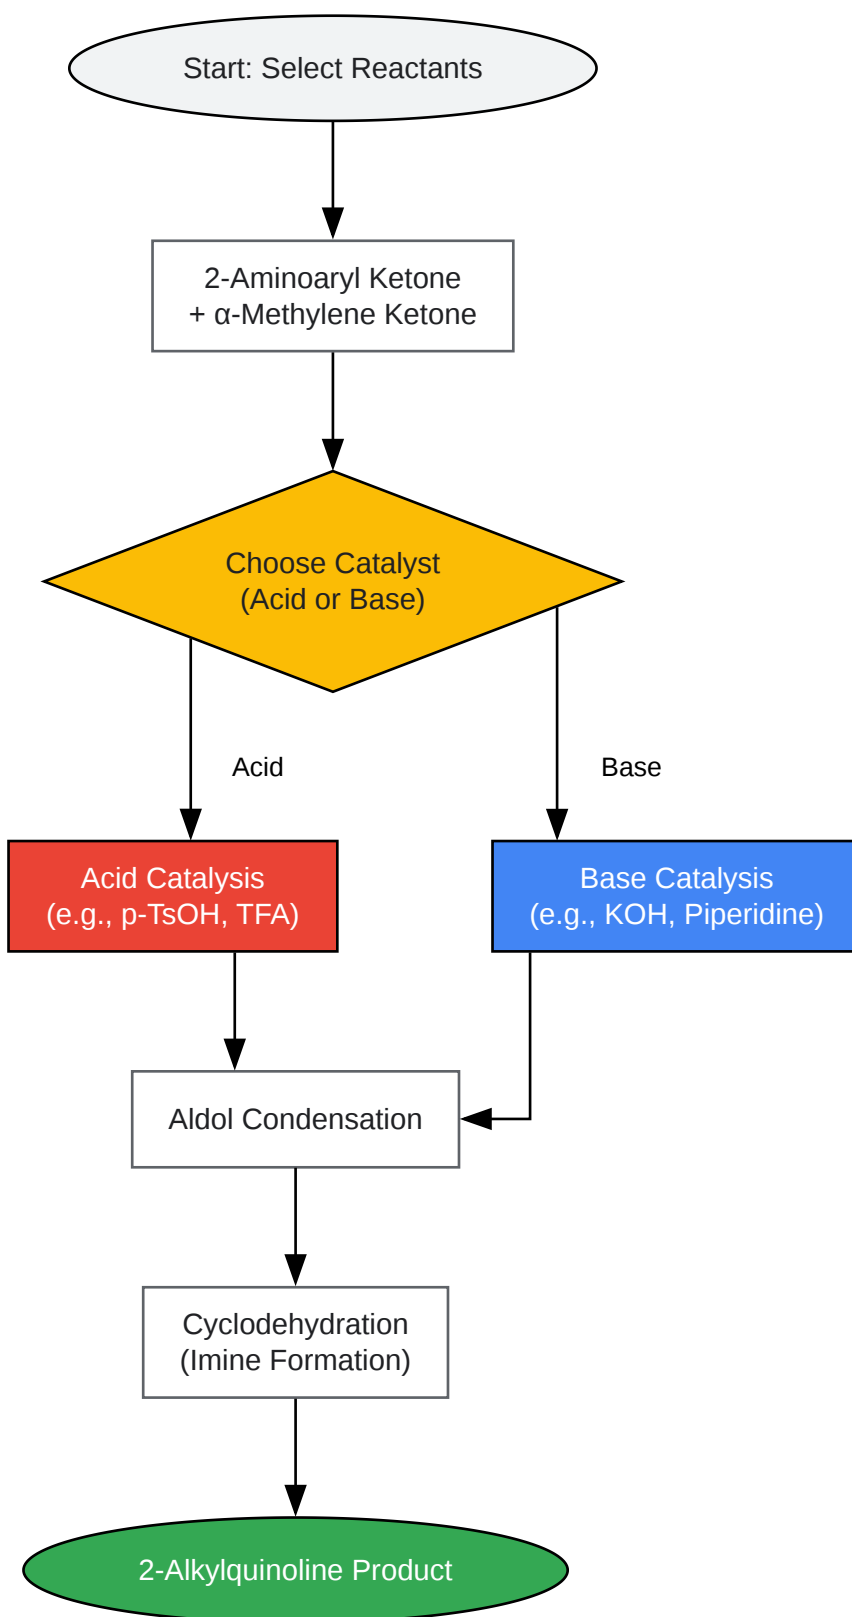 Start: Select Reactants
2-Aminoaryl Ketone
+ α-Methylene Ketone
Choose Catalyst
(Acid or Base)
Acid
Base
Acid Catalysis
(e.g., p-TsOH, TFA)
Base Catalysis
(e.g., KOH, Piperidine)
Aldol Condensation
Cyclodehydration
(Imine Formation)
2-Alkylquinoline Product